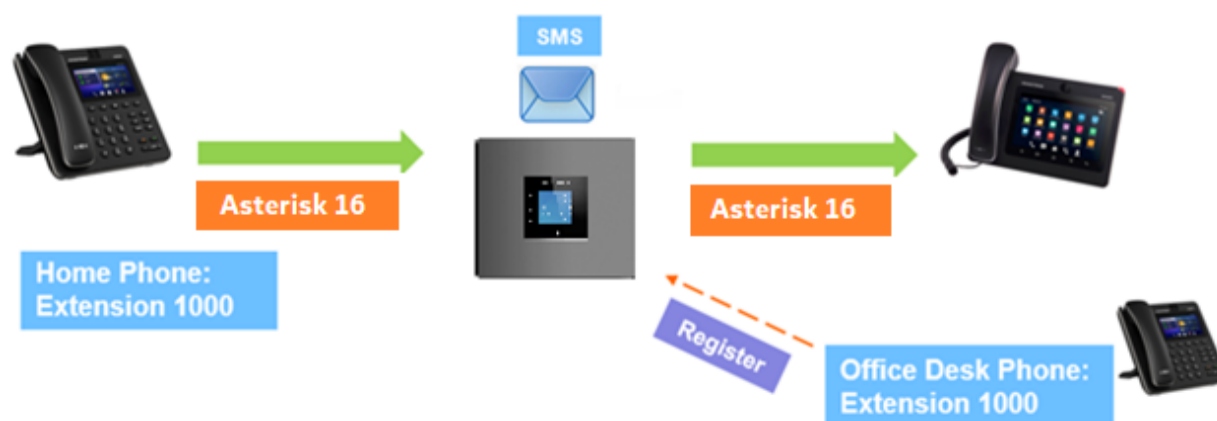 SMS
Asterisk 16
Asterisk 16
Home Phone:
Extension 1000
Register
Office Desk Phone:
Extension 1000